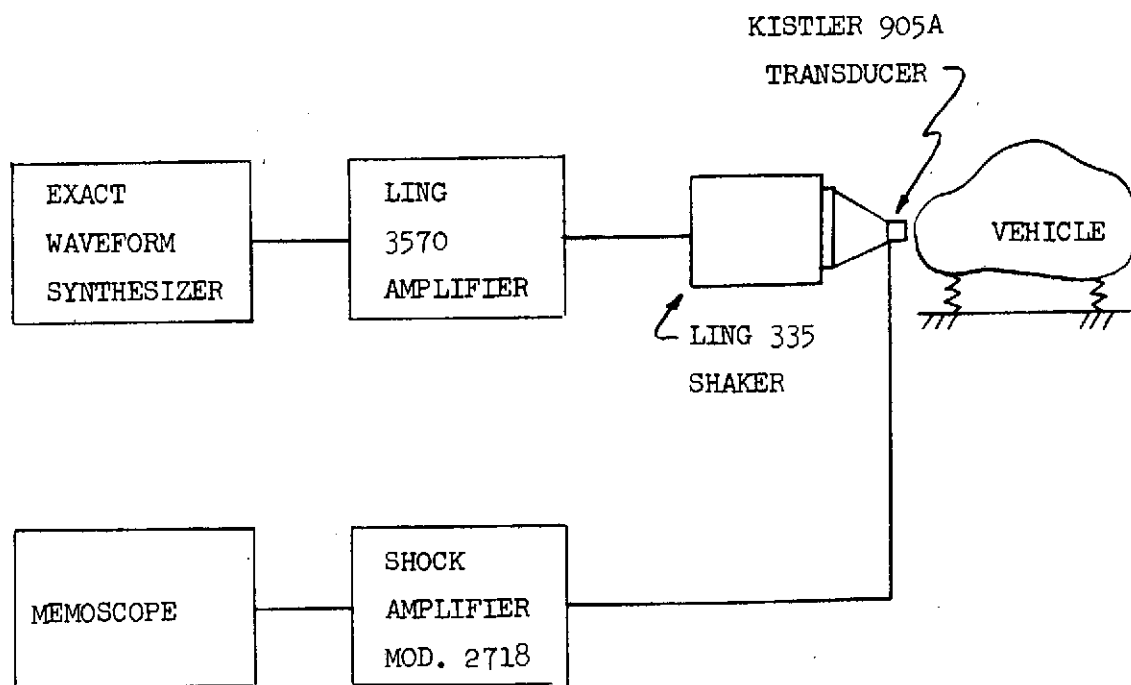 KISTLER 905A
TRANSDUCER
EXACT
WAVEFORM
SYNTHESIZER
LING
3570
AMPLIFIER
VEHICLE
LING 335
SHAKER
MEMOSCOPE
SHOCK
AMPLIFIER
MOD. 2718